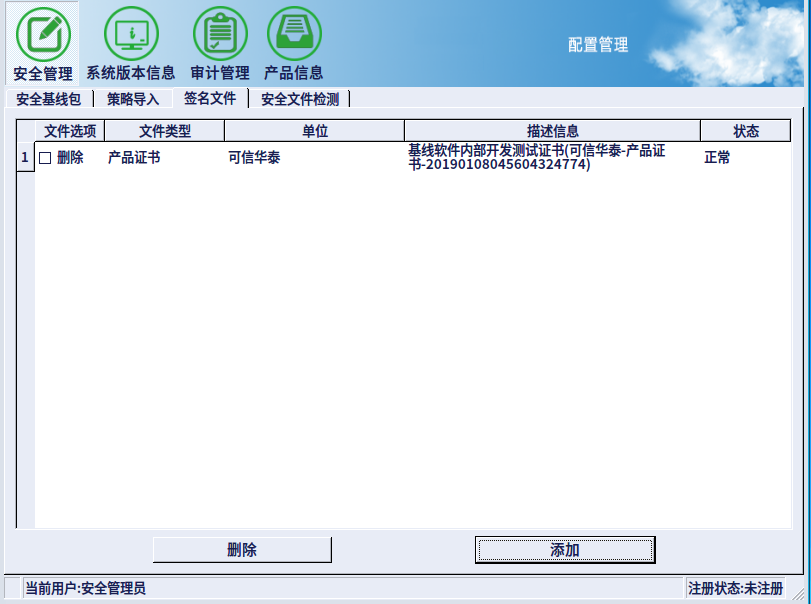 配置管理
安全管理 系统版本信息 审计管理 产品信息
安全基线包 策略导入 签名文件 安全文件检测
文件选项 文件类型 单位 描述信息 状态
1 删除 产品证书 可信华泰 基线软件内部开发测试证书(可信华泰-产品证 正常
书-20190108045604324774)
删除 添加
当前用户:安全管理员 注册状态:未注册